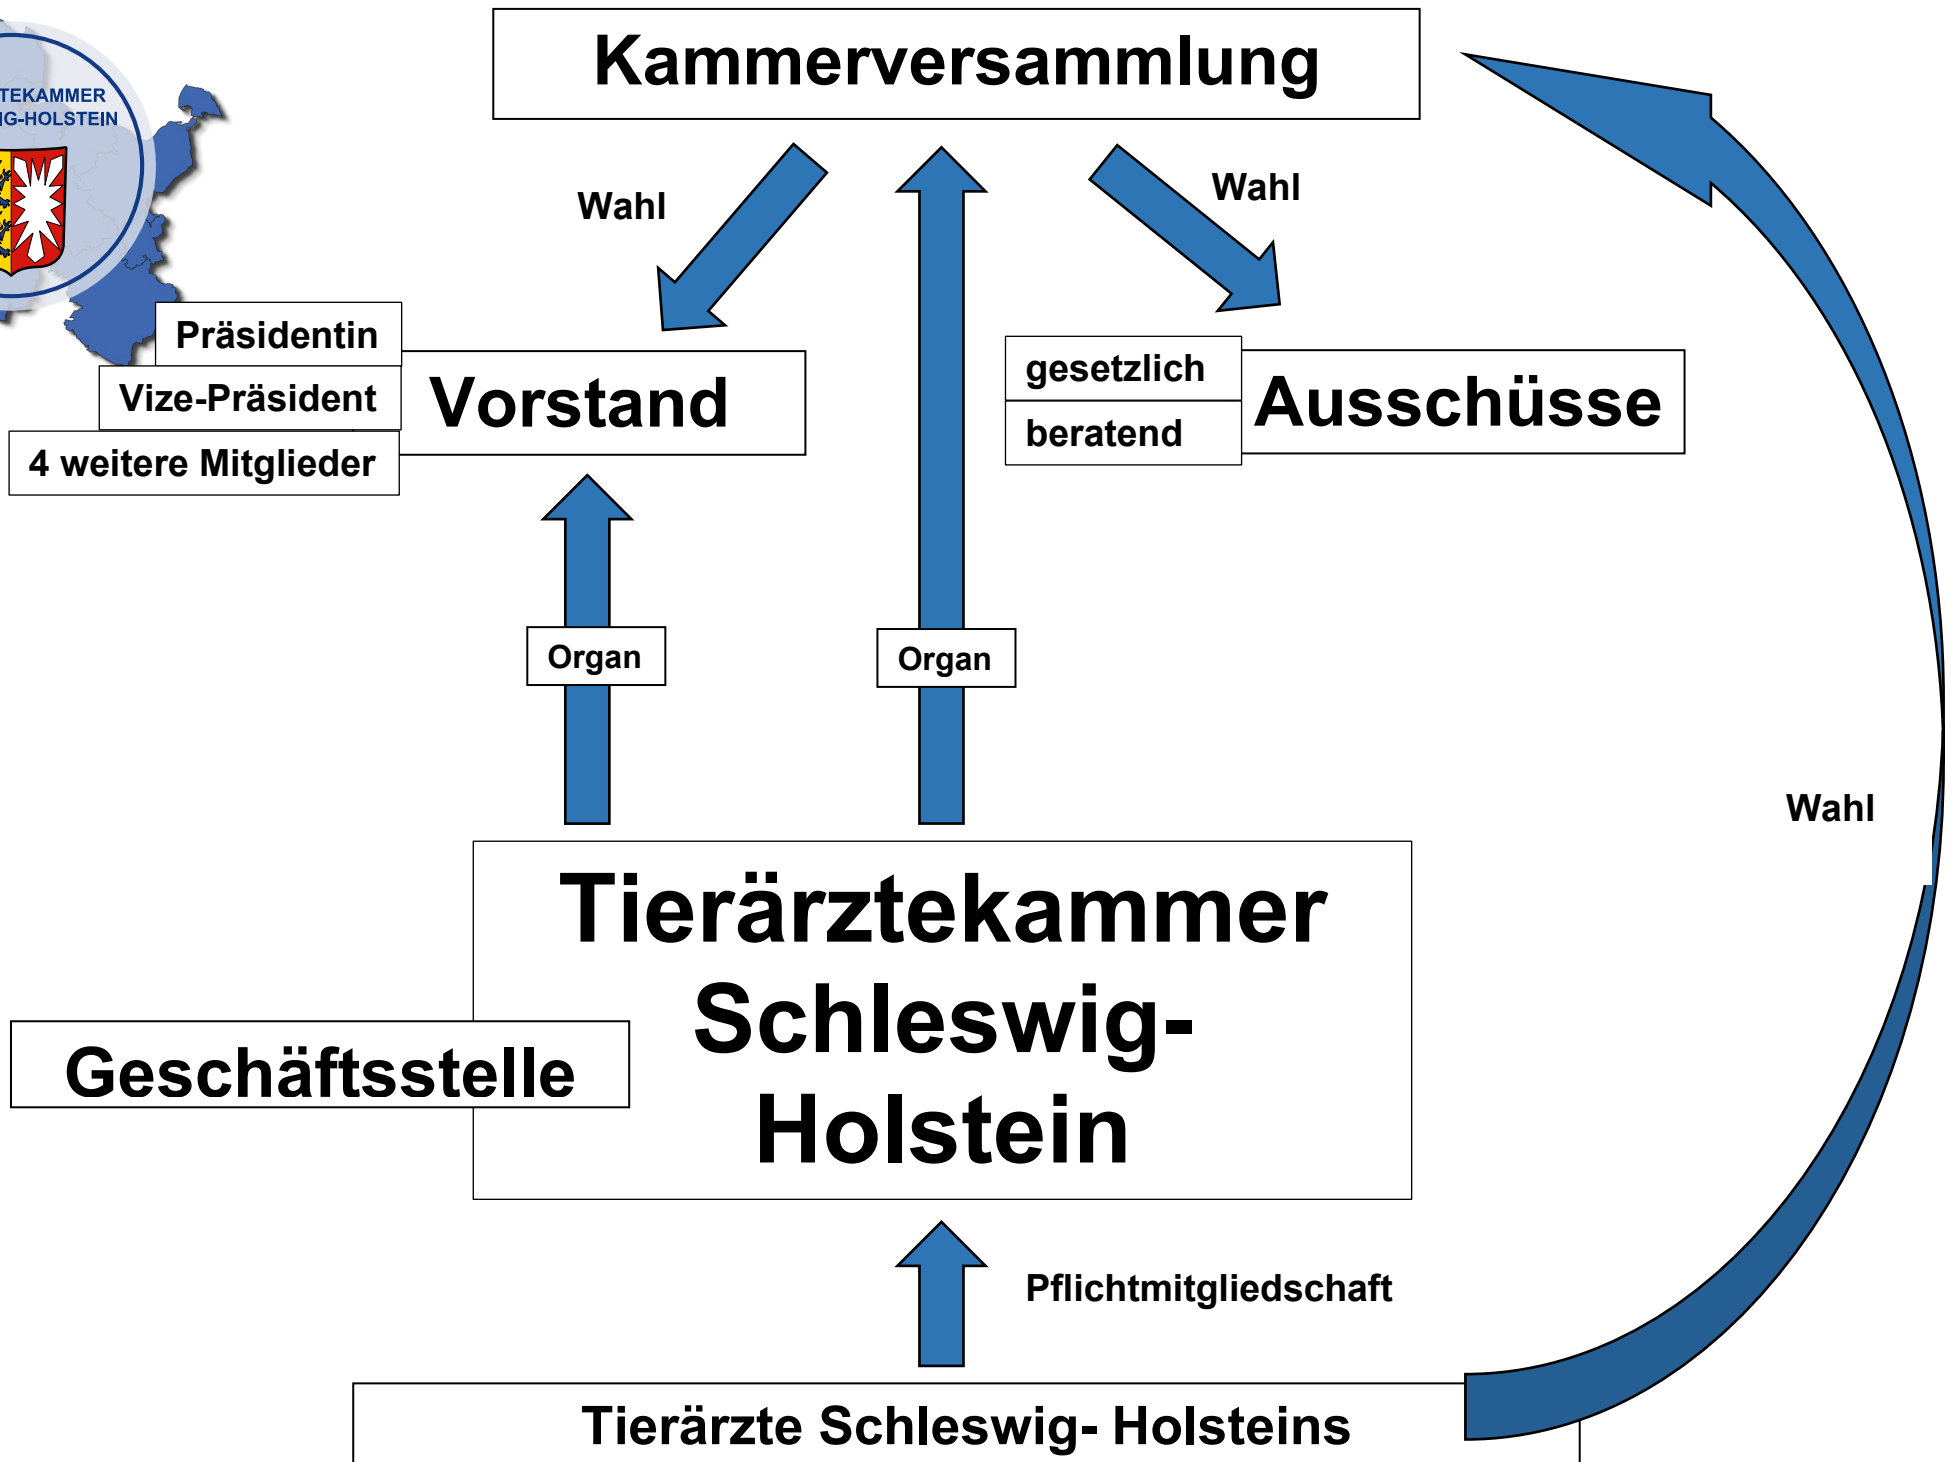 Kammerversammlung
TEKAMMER
IG-HOLSTEIN
Wahl
Wahl
Präsidentin
Vize-Präsident
4 weitere Mitglieder
Vorstand
gesetzlich
beratend
Ausschüsse
Organ
Organ
Wahl
Tierärztekammer
Schleswig-
Holstein
Geschäftsstelle
Pflichtmitgliedschaft
Tierärzte Schleswig- Holsteins